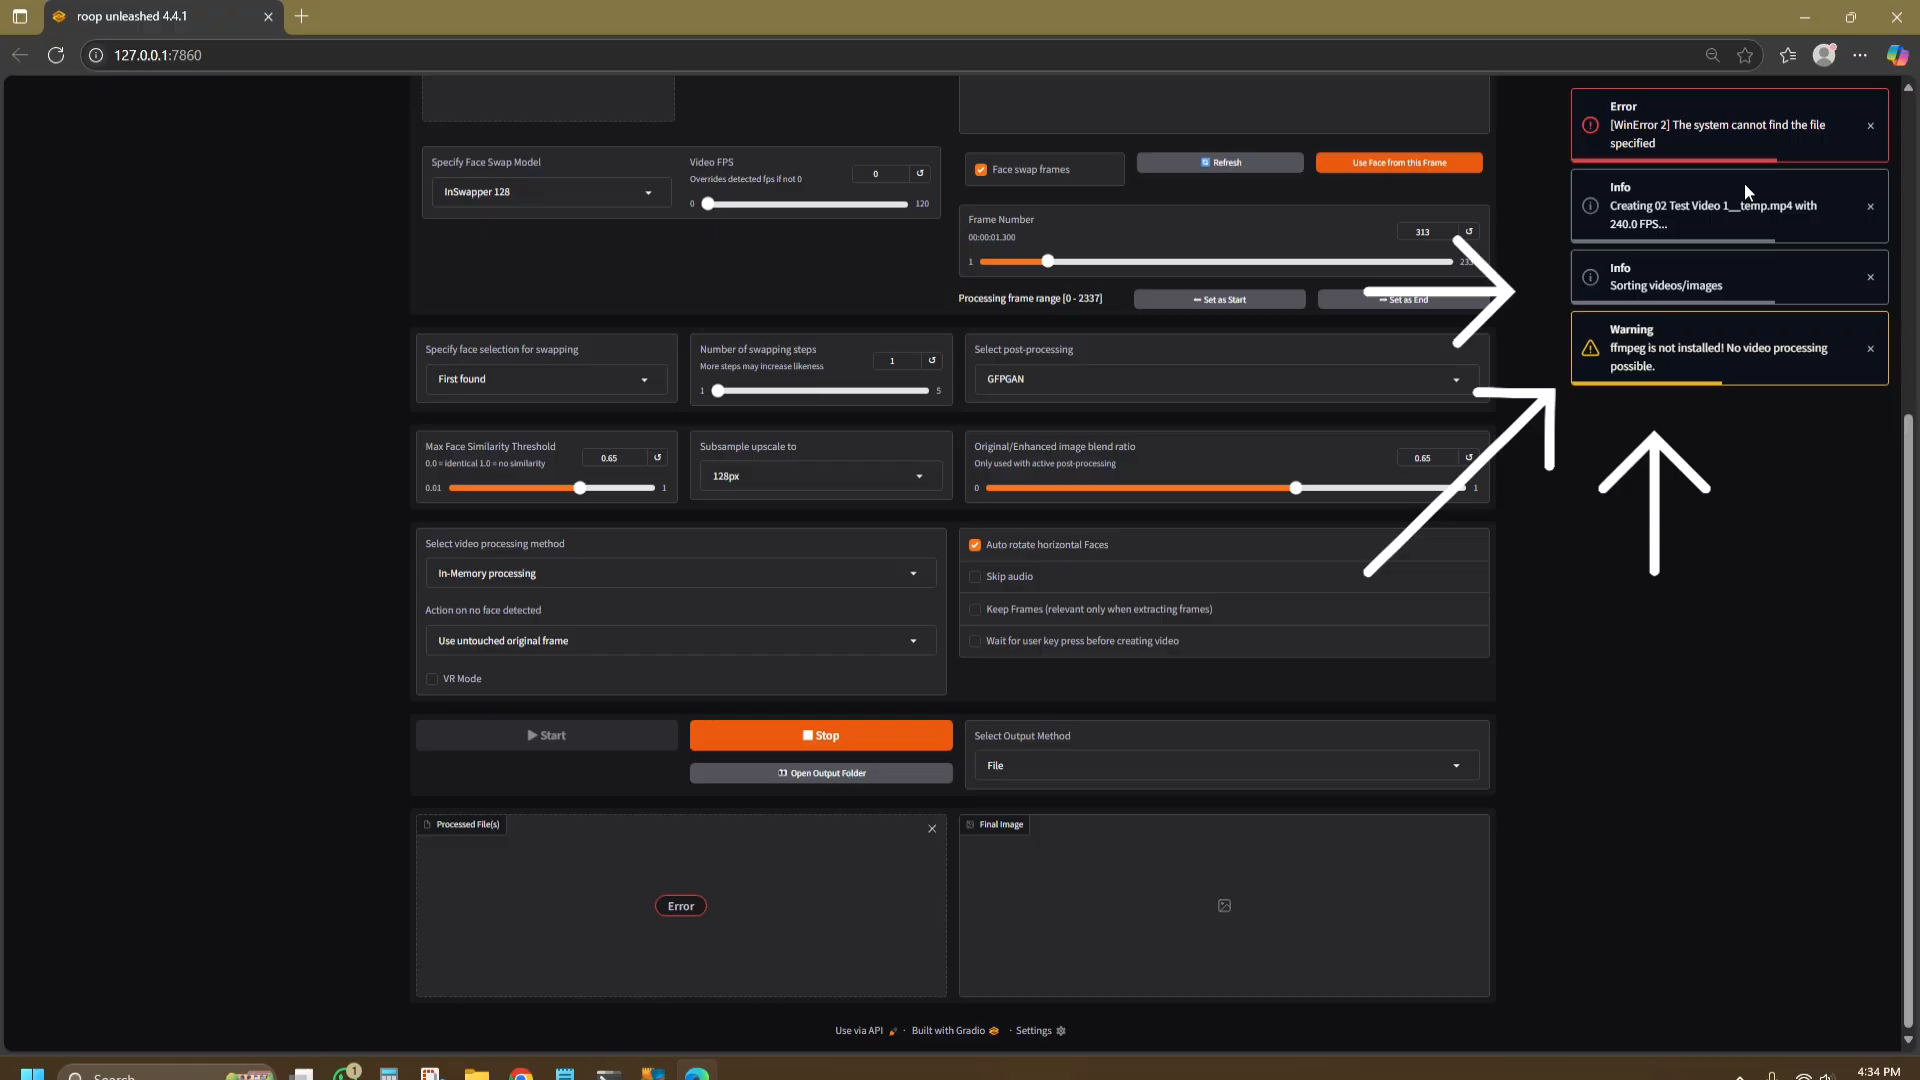 roop unleashed 4.4.1
127.0.0.1:7860
Error
[WinError 2] The system cannot find the file
specified
Info
Creating 02 Test Video 1__temp.mp4 with
240.0 FPS...
Info
Sorting videos/images
Warning
ffmpeg is not installed! No video processing
possible.
Specify Face Swap Model
InSwapper 128
Video FPS
Overrides detected fps if not 0
0
0
120
Face swap frames
Refresh
Use Face from this Frame
Frame Number
00:00:01.300
313
1
Processing frame range [0 - 2337]
Set as Start
Set as End
Specify face selection for swapping
First found
Number of swapping steps
More steps may increase likeness
1
1
5
Select post-processing
GFPGAN
Max Face Similarity Threshold
0.0 = identical 1.0 = no similarity
0.65
0.01
1
Subsample upscale to
128px
Original/Enhanced image blend ratio
Only used with active post-processing
0.65
0
1
Select video processing method
In-Memory processing
Action on no face detected
Use untouched original frame
VR Mode
Auto rotate horizontal Faces
Skip audio
Keep Frames (relevant only when extracting frames)
Wait for user key press before creating video
Start
Stop
Open Output Folder
Select Output Method
File
Processed File(s)
Error
Final Image
Use via API · Built with Gradio · Settings
Search
1
4:34 PM